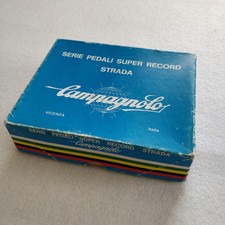 SERIE PEDALI SUPER RECORD
STRADA
Campagnolo
VICENZA Italia
SERIE PEDALI SUPER RECORD STRADA
Campagnolo